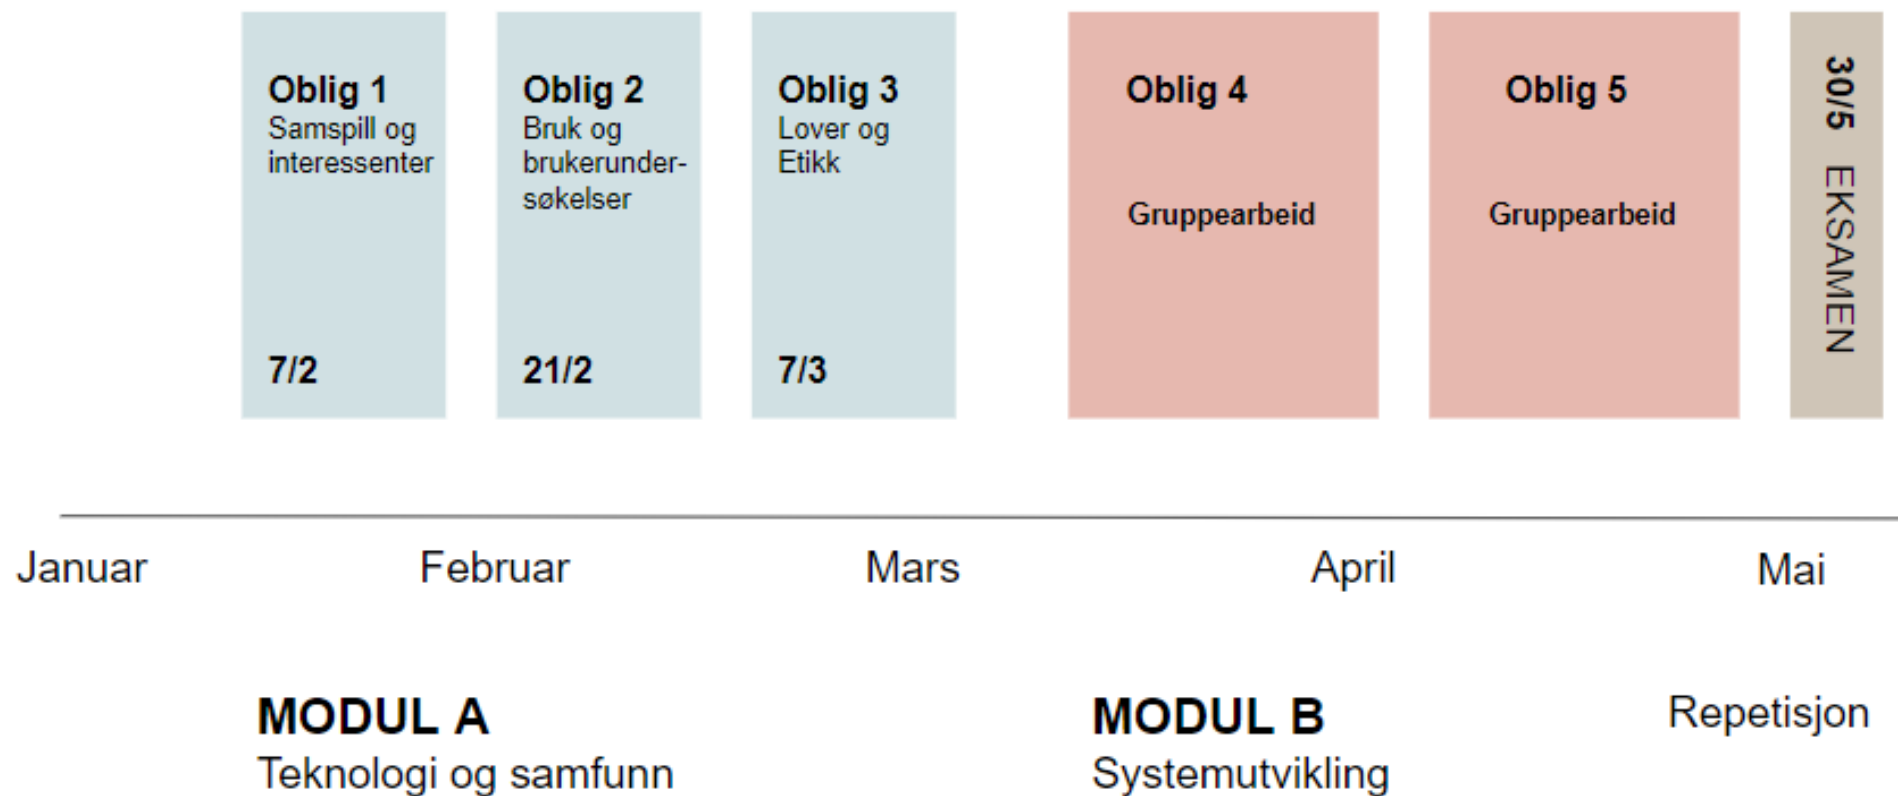 Oblig 1
Samspill og
interessenter
7/2
Oblig 2
Bruk og
brukerunder-
søkelser
21/2
Oblig 3
Lover og
Etikk
7/3
Oblig 4
Gruppearbeid
Oblig 5
Gruppearbeid
30/5 EKSAMEN
Januar
Februar
Mars
April
Mai
MODUL A
Teknologi og samfunn
MODUL B
Systemutvikling
Repetisjon